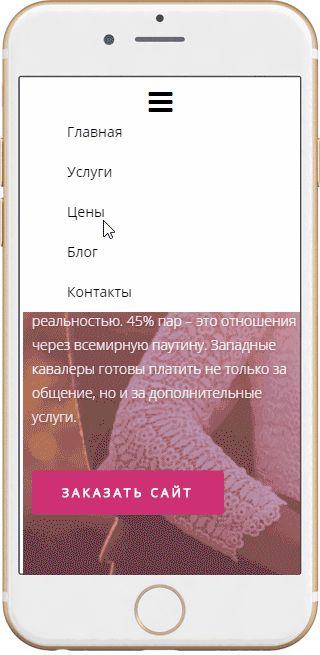 Главная
Услуги
Цены
Блог
Контакты
реальностью. 45% пар – это отношения
через всемирную паутину. Западные
кавалеры готовы платить не только за
общение, но и за дополнительные
услуги.
ЗАКАЗАТЬ САЙТ